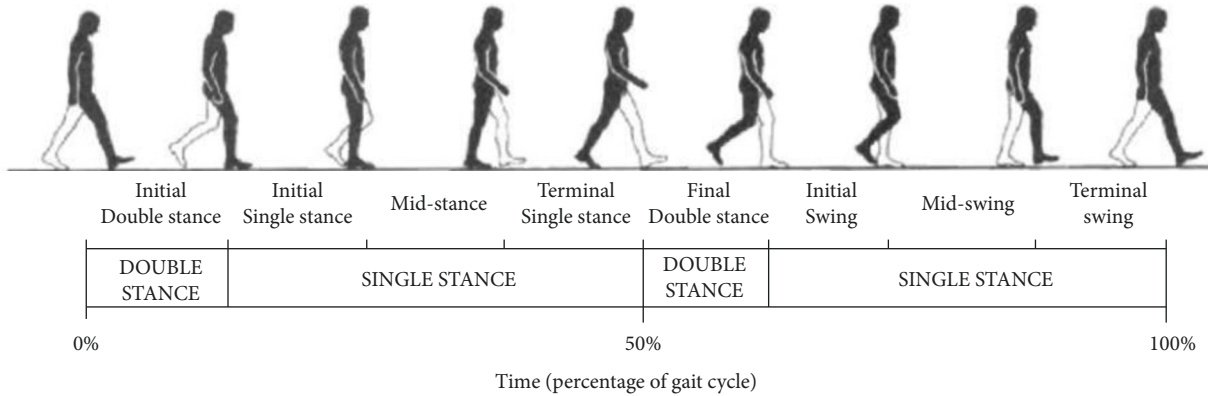 Initial
Double stance
Initial
Single stance
Mid-stance
Terminal
Single stance
Final
Double stance
Initial
Swing
Mid-swing
Terminal
swing
DOUBLE
STANCE
SINGLE STANCE
DOUBLE
STANCE
SINGLE STANCE
0%
50%
100%
Time (percentage of gait cycle)